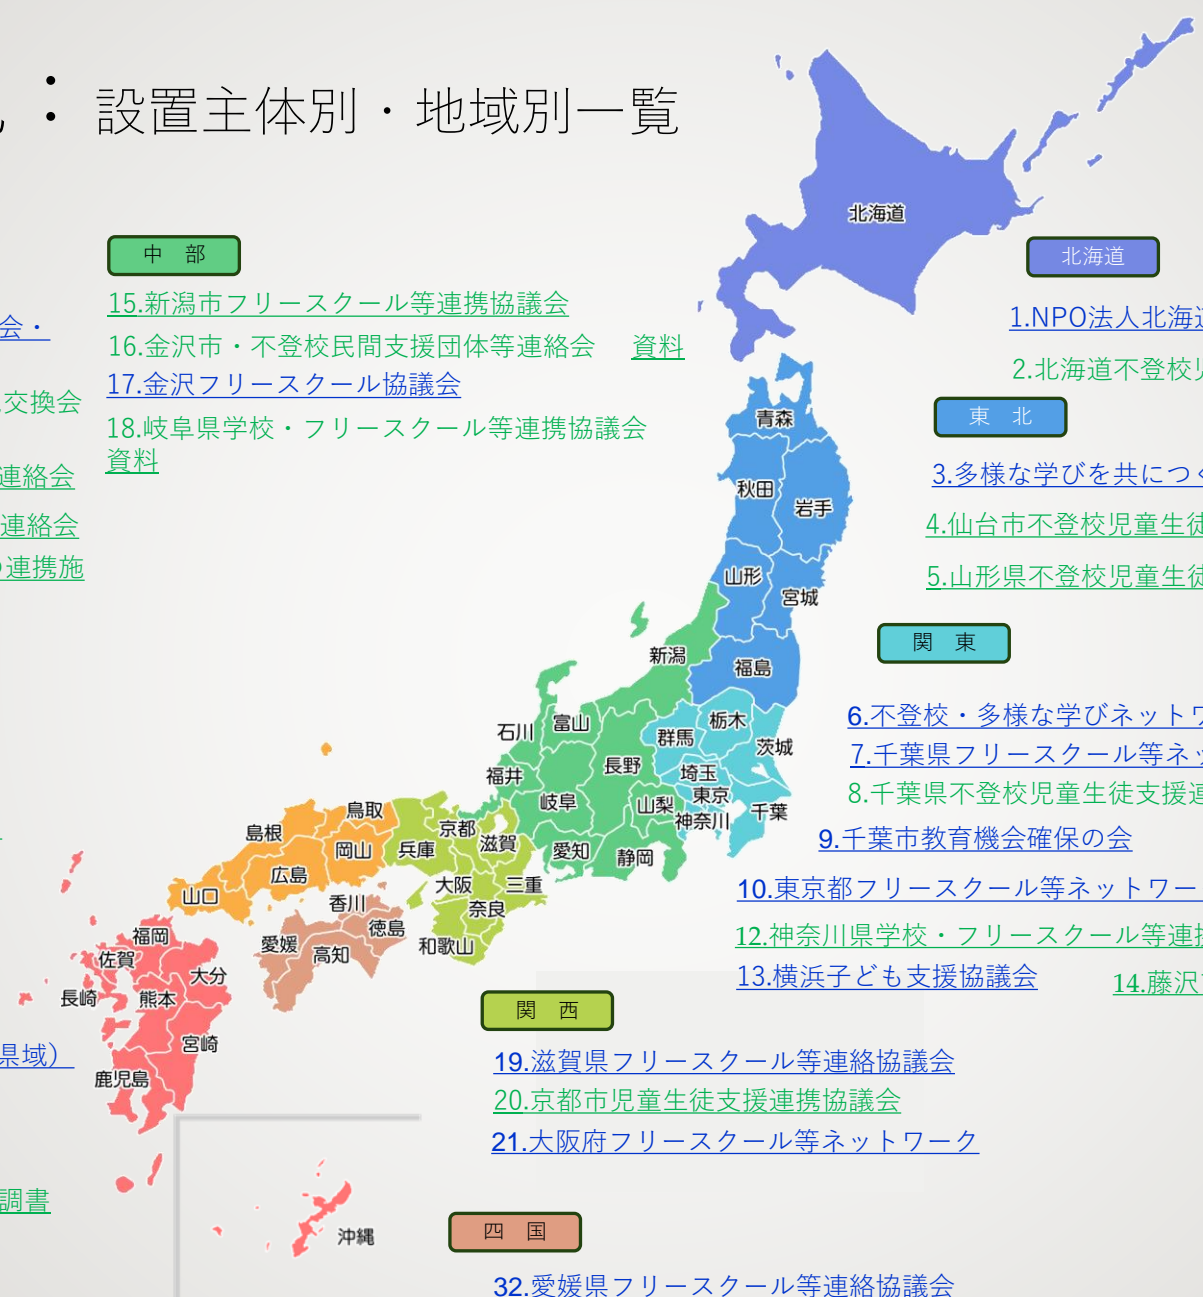 ：設置主体別・地域別一覧
中 部
15.新潟市フリースクール等連携協議会
16.金沢市・不登校民間支援団体等連絡会 資料
17.金沢フリースクール協議会
18.岐阜県学校・フリースクール等連携協議会
資料
会・
交換会
連絡会
連絡会
連携施
県域）
調書
北海道
1.NPO法人北海道
2.北海道不登校児
東 北
3.多様な学びを共につく
4.仙台市不登校児童生徒
5.山形県不登校児童生徒
関 東
6.不登校・多様な学びネットワ
7.千葉県フリースクール等ネッ
8.千葉県不登校児童生徒支援連
9.千葉市教育機会確保の会
10.東京都フリースクール等ネットワー
12.神奈川県学校・フリースクール等連携
13.横浜子ども支援協議会
14.藤沢
関 西
19.滋賀県フリースクール等連絡協議会
20.京都市児童生徒支援連携協議会
21.大阪府フリースクール等ネットワーク
四 国
32.愛媛県フリースクール等連絡協議会
北海道
青森
秋田
岩手
山形
宮城
新潟
福島
石川
富山
群馬
栃木
茨城
福井
長野
埼玉
岐阜
山梨
東京
神奈川
千葉
愛知
静岡
鳥取
島根
岡山
兵庫
京都
滋賀
広島
山口
大阪
三重
奈良
和歌山
香川
徳島
愛媛
高知
福岡
佐賀
大分
長崎
熊本
宮崎
鹿児島
沖縄